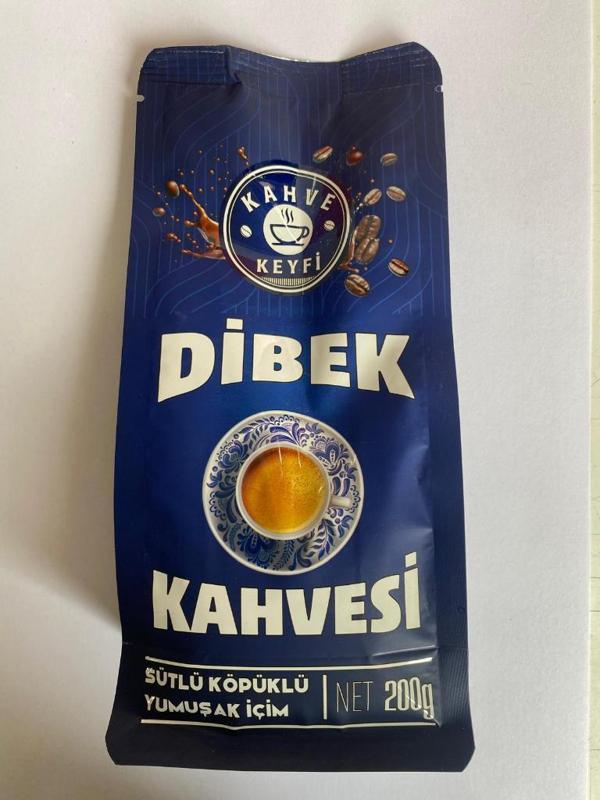 KAHVE
KEYFİ
DİBEK
KAHVESİ
SÜTLÜ KÖPÜKLÜ
YUMUŞAK İÇİM
NET 200g